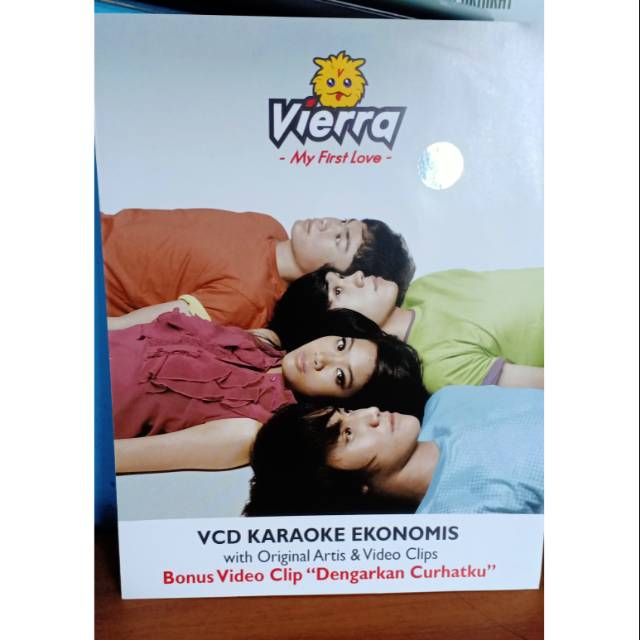 Vierra
- My First Love -
VCD KARAOKE EKONOMIS
with Original Artis & Video Clips
Bonus Video Clip “Dengarkan Curhatku”